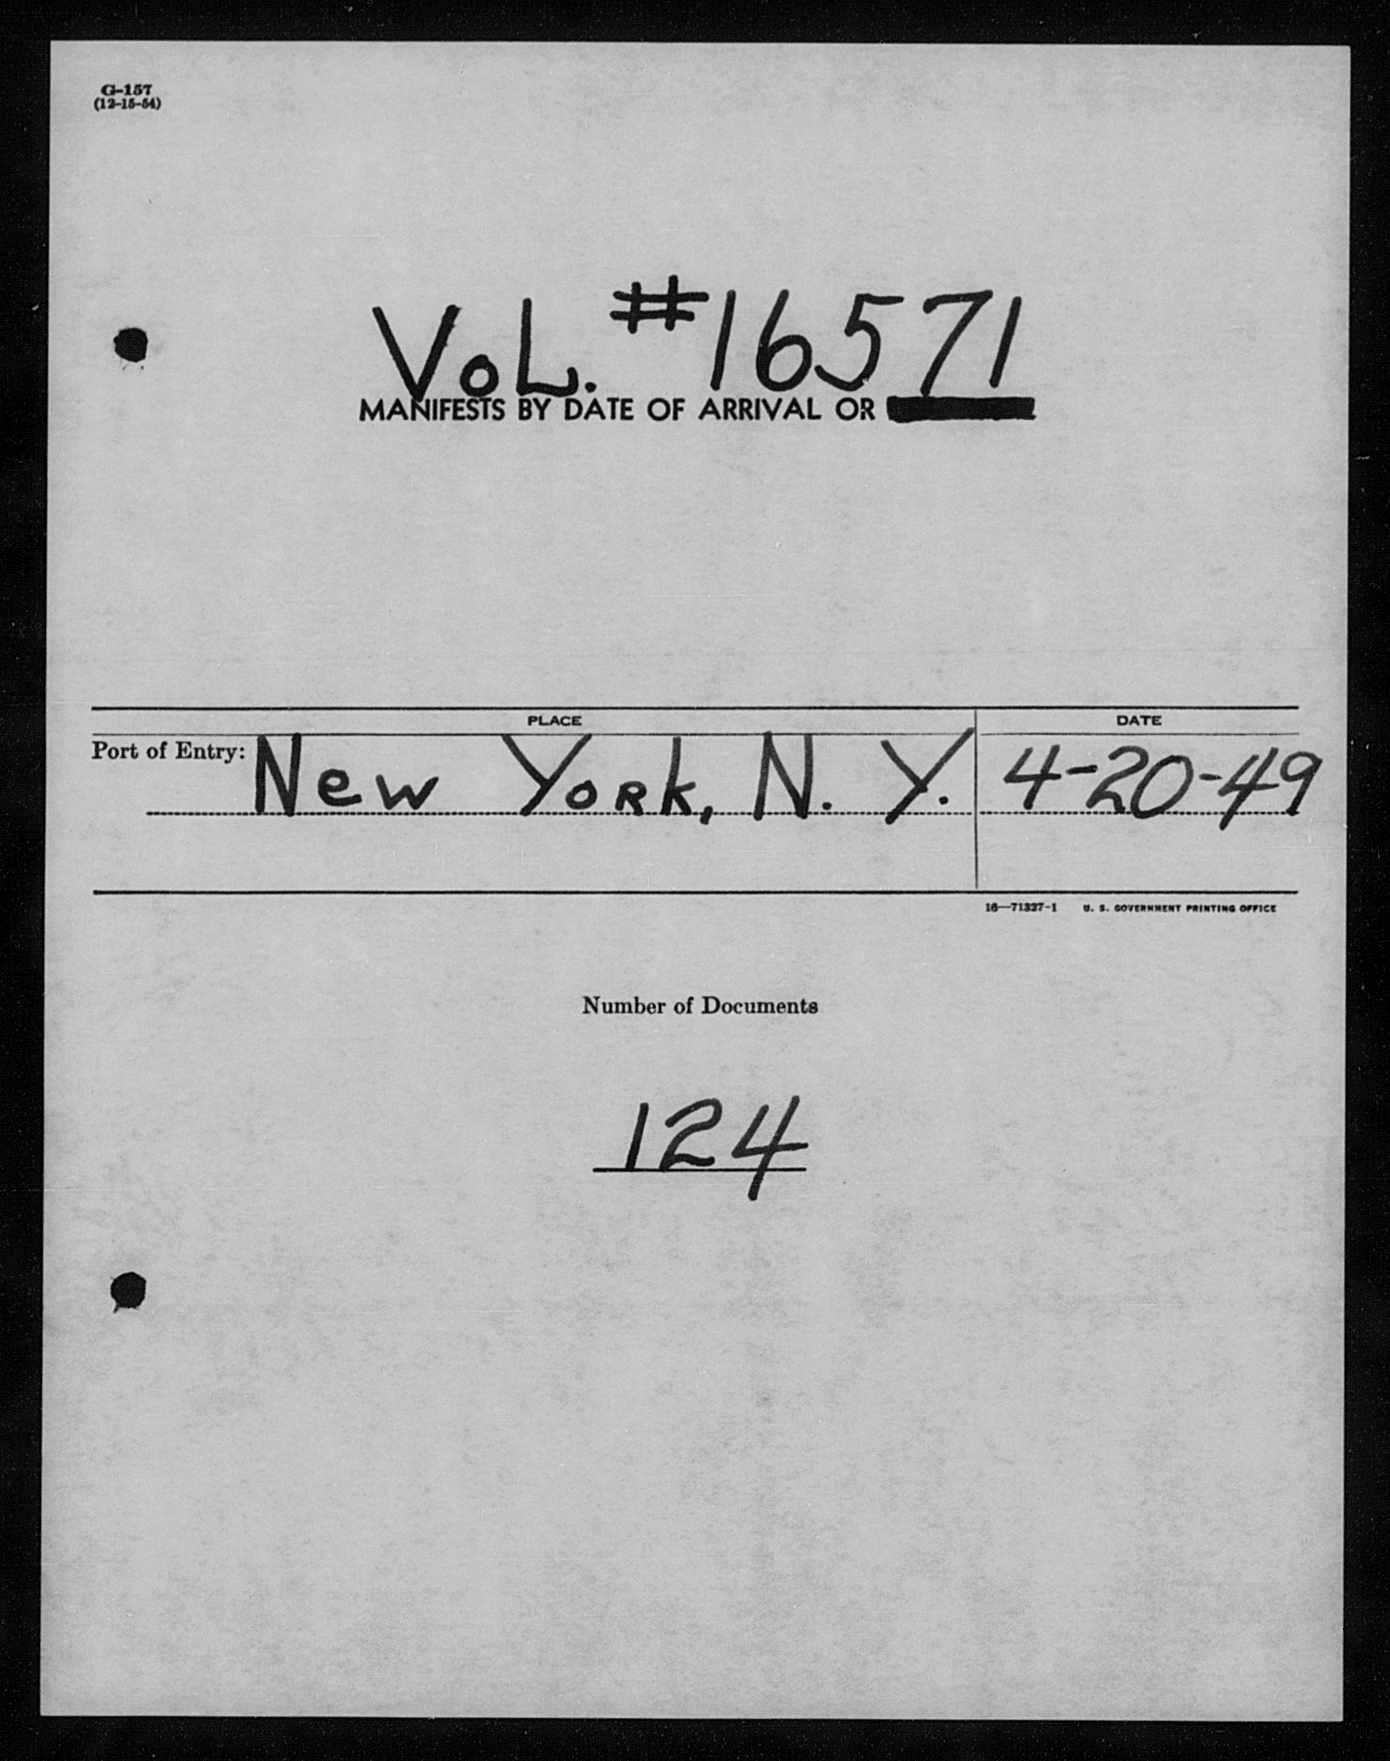 G-157
(12-15-54)
VoL. #16571
MANIFESTS BY DATE OF ARRIVAL OR
PLACE
DATE
Port of Entry: New York, N. Y. 4-20-49
16—71327-1 U. S. GOVERNMENT PRINTING OFFICE
Number of Documents
124